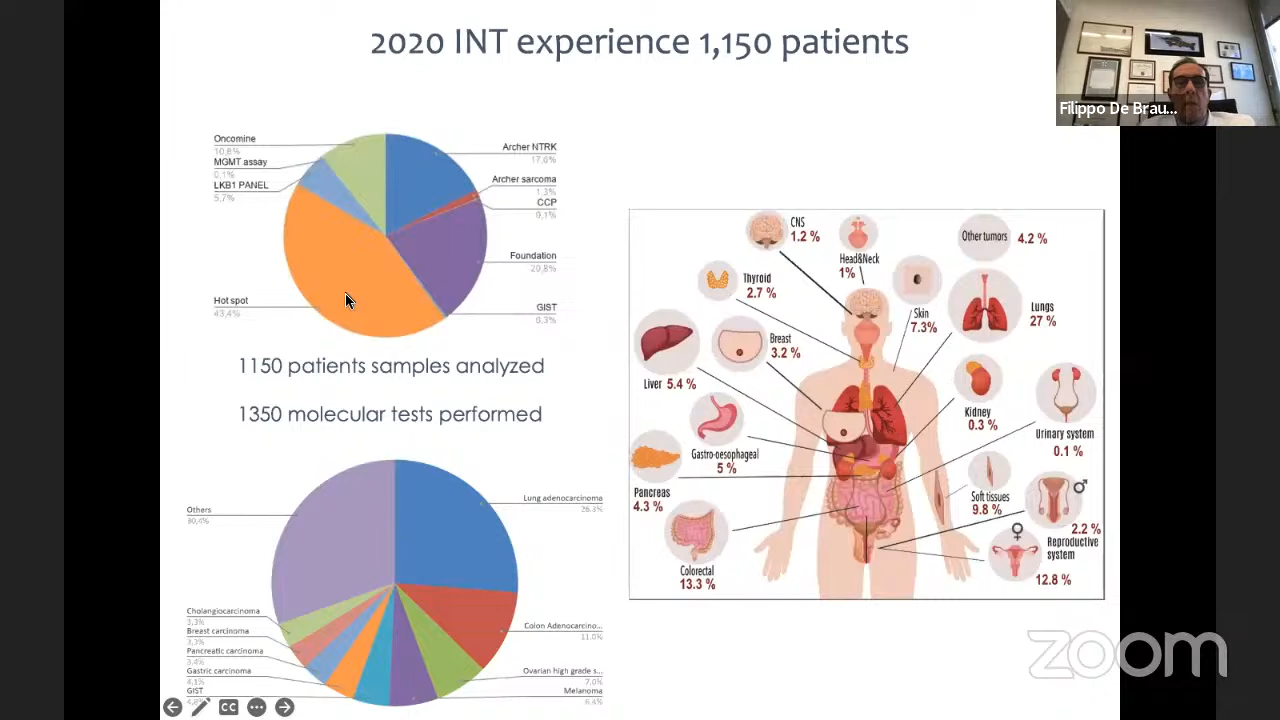 2020 INT experience 1,150 patients
Filippo De Brau...
Oncomine
10,8%
MGMT assay
0,1%
LKB1 PANEL
5,7%
Hot spot
43,4%
Archer NTRK
17,6%
Archer sarcoma
1,3%
CCP
0,1%
Foundation
20,8%
GIST
0,3%
1150 patients samples analyzed
1350 molecular tests performed
Others
30,4%
Cholangiocarcinoma
3,3%
Breast carcinoma
3,3%
Pancreatic carcinoma
3,4%
Gastric carcinoma
4,1%
GIST
Lung adenocarcinoma
26,3%
Colon Adenocarcino...
11,0%
Ovarian high grade s...
7,0%
Melanoma
6,4%
CNS
1.2 %
Head&Neck
1%
Other tumors 4.2 %
Thyroid
2.7 %
Skin
7.3%
Lungs
27 %
Breast
3.2 %
Liver 5.4 %
Kidney
0.3 %
Gastro-oesophageal
5 %
Urinary system
0.1 %
Pancreas
4.3 %
Soft tissues
9.8 %
2.2 %
Reproductive
system
12.8 %
Colorectal
13.3 %
CC
zoom